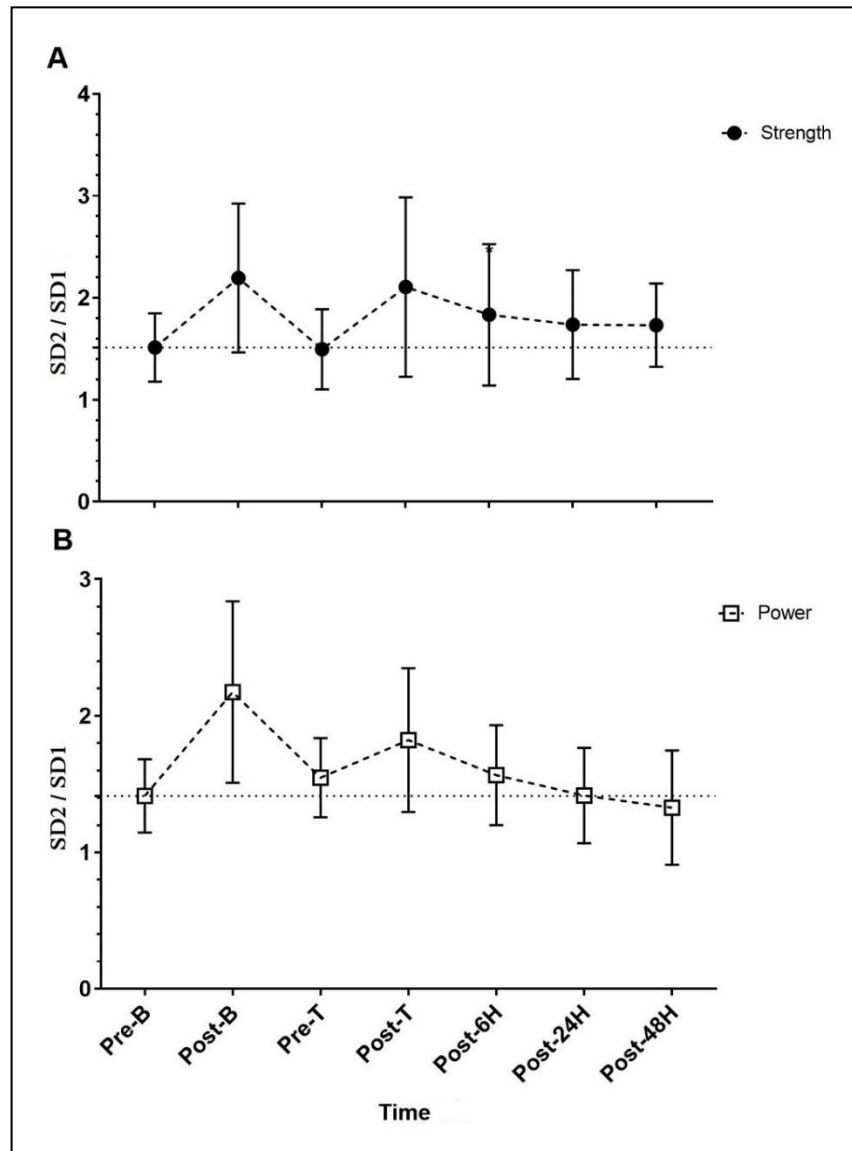 A
4
Strength
3
*
SD2 / SD1
2
1
0
B
3
Power
2
SD2 / SD1
1
0
Pre-B Post-B Pre-T Post-T Post-6H Post-24H Post-48H
Time